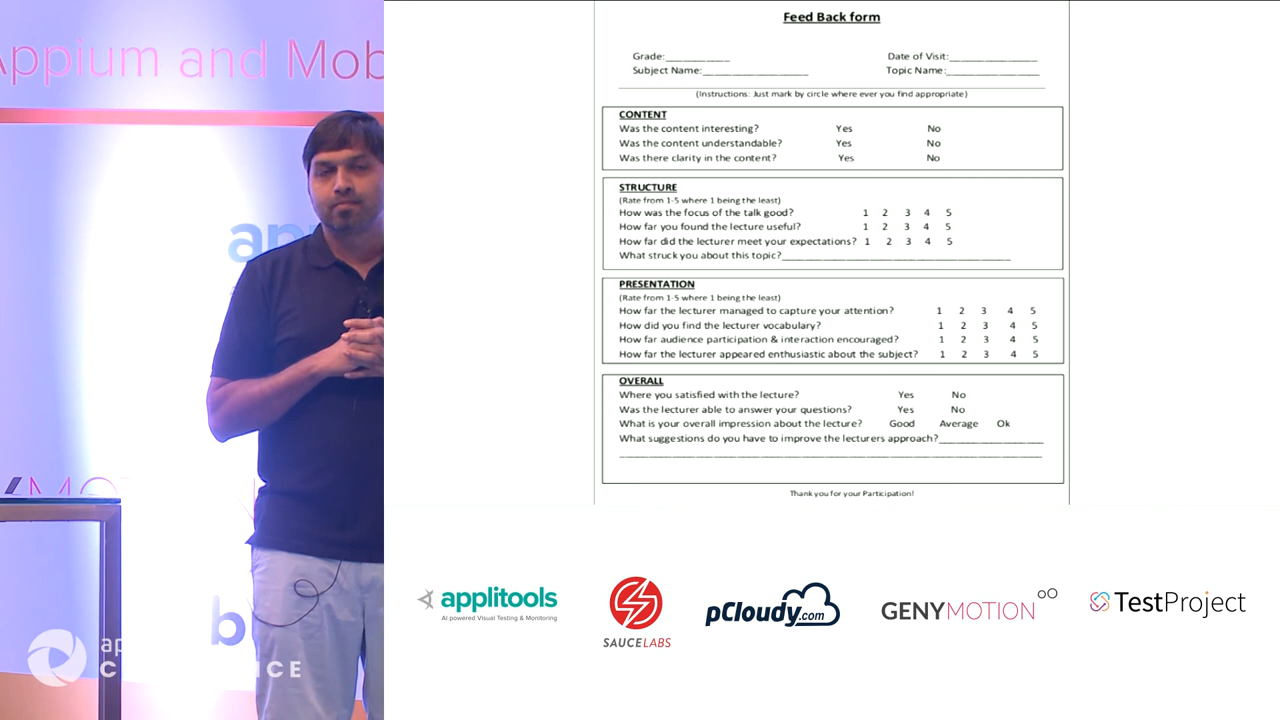 Appium and Mob
Feed Back form
Grade:____________ Date of Visit:________________
Subject Name:____________________ Topic Name:_________________
(Instructions: Just mark by circle where ever you find appropriate)
CONTENT
Was the content interesting? Yes No
Was the content understandable? Yes No
Was there clarity in the content? Yes No
STRUCTURE
(Rate from 1-5 where 1 being the least)
How was the focus of the talk good? 1 2 3 4 5
How far you found the lecture useful? 1 2 3 4 5
How far did the lecturer meet your expectations? 1 2 3 4 5
What struck you about this topic?____________________________________________
PRESENTATION
(Rate from 1-5 where 1 being the least)
How far the lecturer managed to capture your attention? 1 2 3 4 5
How did you find the lecturer vocabulary? 1 2 3 4 5
How far audience participation & interaction encouraged? 1 2 3 4 5
How far the lecturer appeared enthusiastic about the subject? 1 2 3 4 5
OVERALL
Where you satisfied with the lecture? Yes No
Was the lecturer able to answer your questions? Yes No
What is your overall impression about the lecture? Good Average Ok
What suggestions do you have to improve the lecturers approach?____________________
Thank you for your Participation!
applitools
AI powered Visual Testing & Monitoring
SAUCELABS
pCloudy.com
GENYMOTION
TestProject